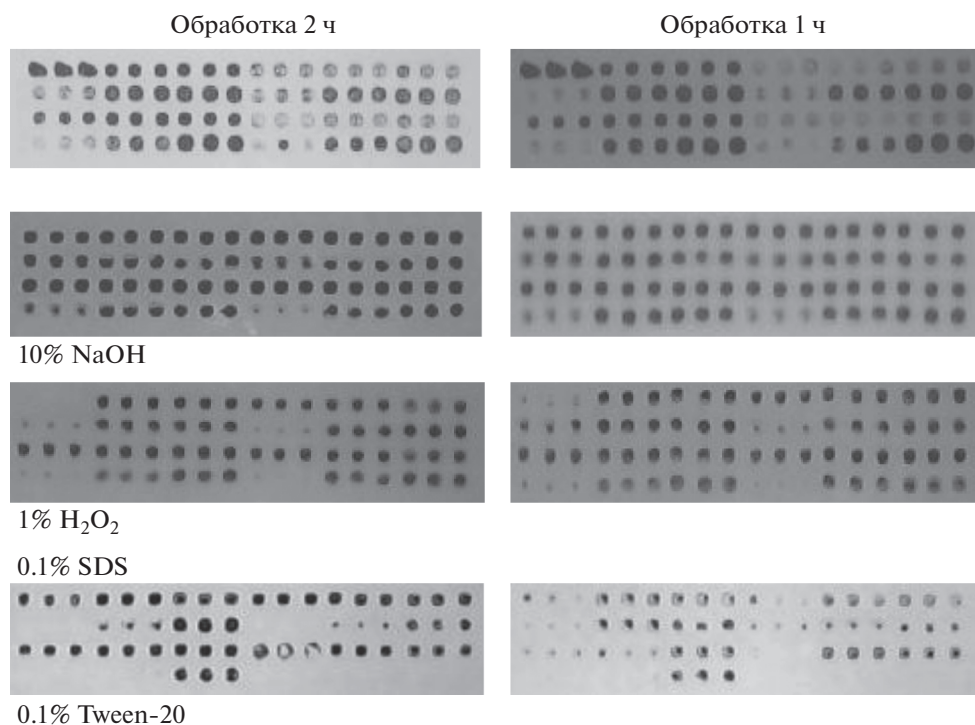 Обработка 2 ч
Обработка 1 ч
10% NaOH
1% H₂O₂
0.1% SDS
0.1% Tween-20